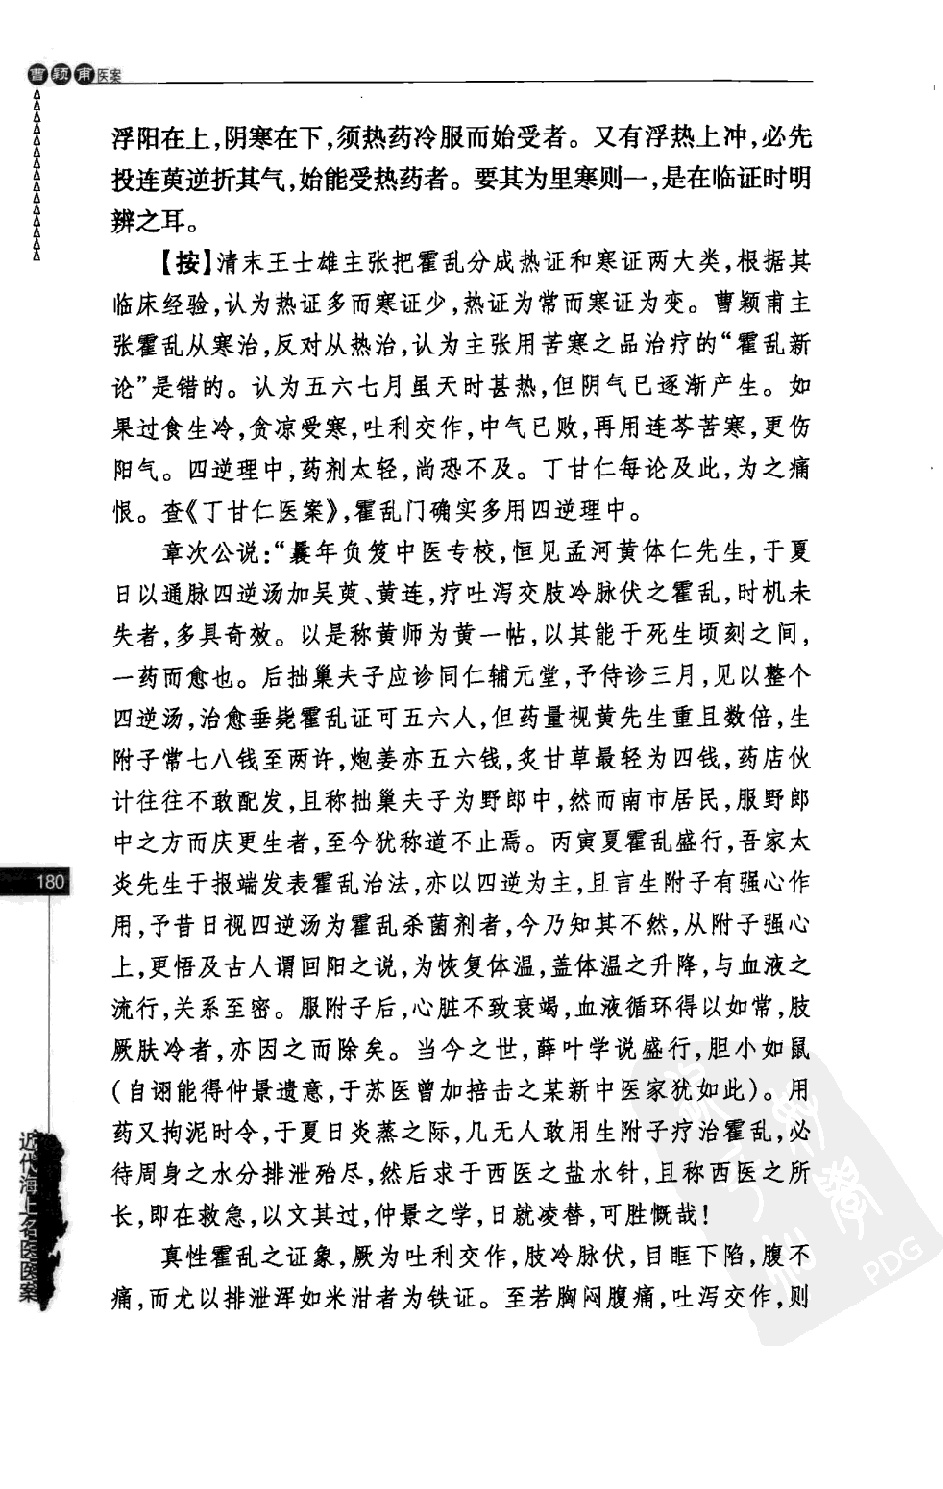 曹颖甫医案
浮阳在上,阴寒在下,须热药冷服而始受者。又有浮热上冲,必先
投连萸逆折其气,始能受热药者。要其为里寒则一,是在临证时明
辨之耳。
【按】清末王士雄主张把霍乱分成热证和寒证两大类,根据其
临床经验,认为热证多而寒证少,热证为常而寒证为变。曹颖甫主
张霍乱从寒治,反对从热治,认为主张用苦寒之品治疗的“霍乱新
论”是错的。认为五六七月虽天时甚热,但阴气已逐渐产生。如
果过食生冷,贪凉受寒,吐利交作,中气已败,再用连芩苦寒,更伤
阳气。四逆理中,药剂太轻,尚恐不及。丁甘仁每论及此,为之痛
恨。查《丁甘仁医案》,霍乱门确实多用四逆理中。
章次公说:“曩年负笈中医专校,恒见孟河黄体仁先生,于夏
日以通脉四逆汤加吴萸、黄连,疗吐泻交肢冷脉伏之霍乱,时机未
失者,多具奇效。以是称黄师为黄一帖,以其能于死生顷刻之间,
一药而愈也。后拙巢夫子应诊同仁辅元堂,予侍诊三月,见以整个
四逆汤,治愈垂毙霍乱证可五六人,但药量视黄先生重且数倍,生
附子常七八钱至两许,炮姜亦五六钱,炙甘草最轻为四钱,药店伙
计往往不敢配发,且称拙巢夫子为野郎中,然而南市居民,服野郎
中之方而庆更生者,至今犹称道不止焉。丙寅夏霍乱盛行,吾家太
炎先生于报端发表霍乱治法,亦以四逆为主,且言生附子有强心作
用,予昔日视四逆汤为霍乱杀菌剂者,今乃知其不然,从附子强心
上,更悟及古人谓回阳之说,为恢复体温,盖体温之升降,与血液之
流行,关系至密。服附子后,心脏不致衰竭,血液循环得以如常,肢
厥肤冷者,亦因之而除矣。当今之世,薛叶学说盛行,胆小如鼠
(自诩能得仲景遗意,于苏医曾加掊击之某新中医家犹如此)。用
药又拘泥时令,于夏日炎蒸之际,几无人敢用生附子疗治霍乱,必
待周身之水分排泄殆尽,然后求于西医之盐水针,且称西医之所
长,即在救急,以文其过,仲景之学,日就凌替,可胜慨哉!
真性霍乱之证象,厥为吐利交作,肢冷脉伏,目眶下陷,腹不
痛,而尤以排泄浑如米泔者为铁证。至若胸闷腹痛,吐泻交作,则
180
近代海上名医医案
PDG